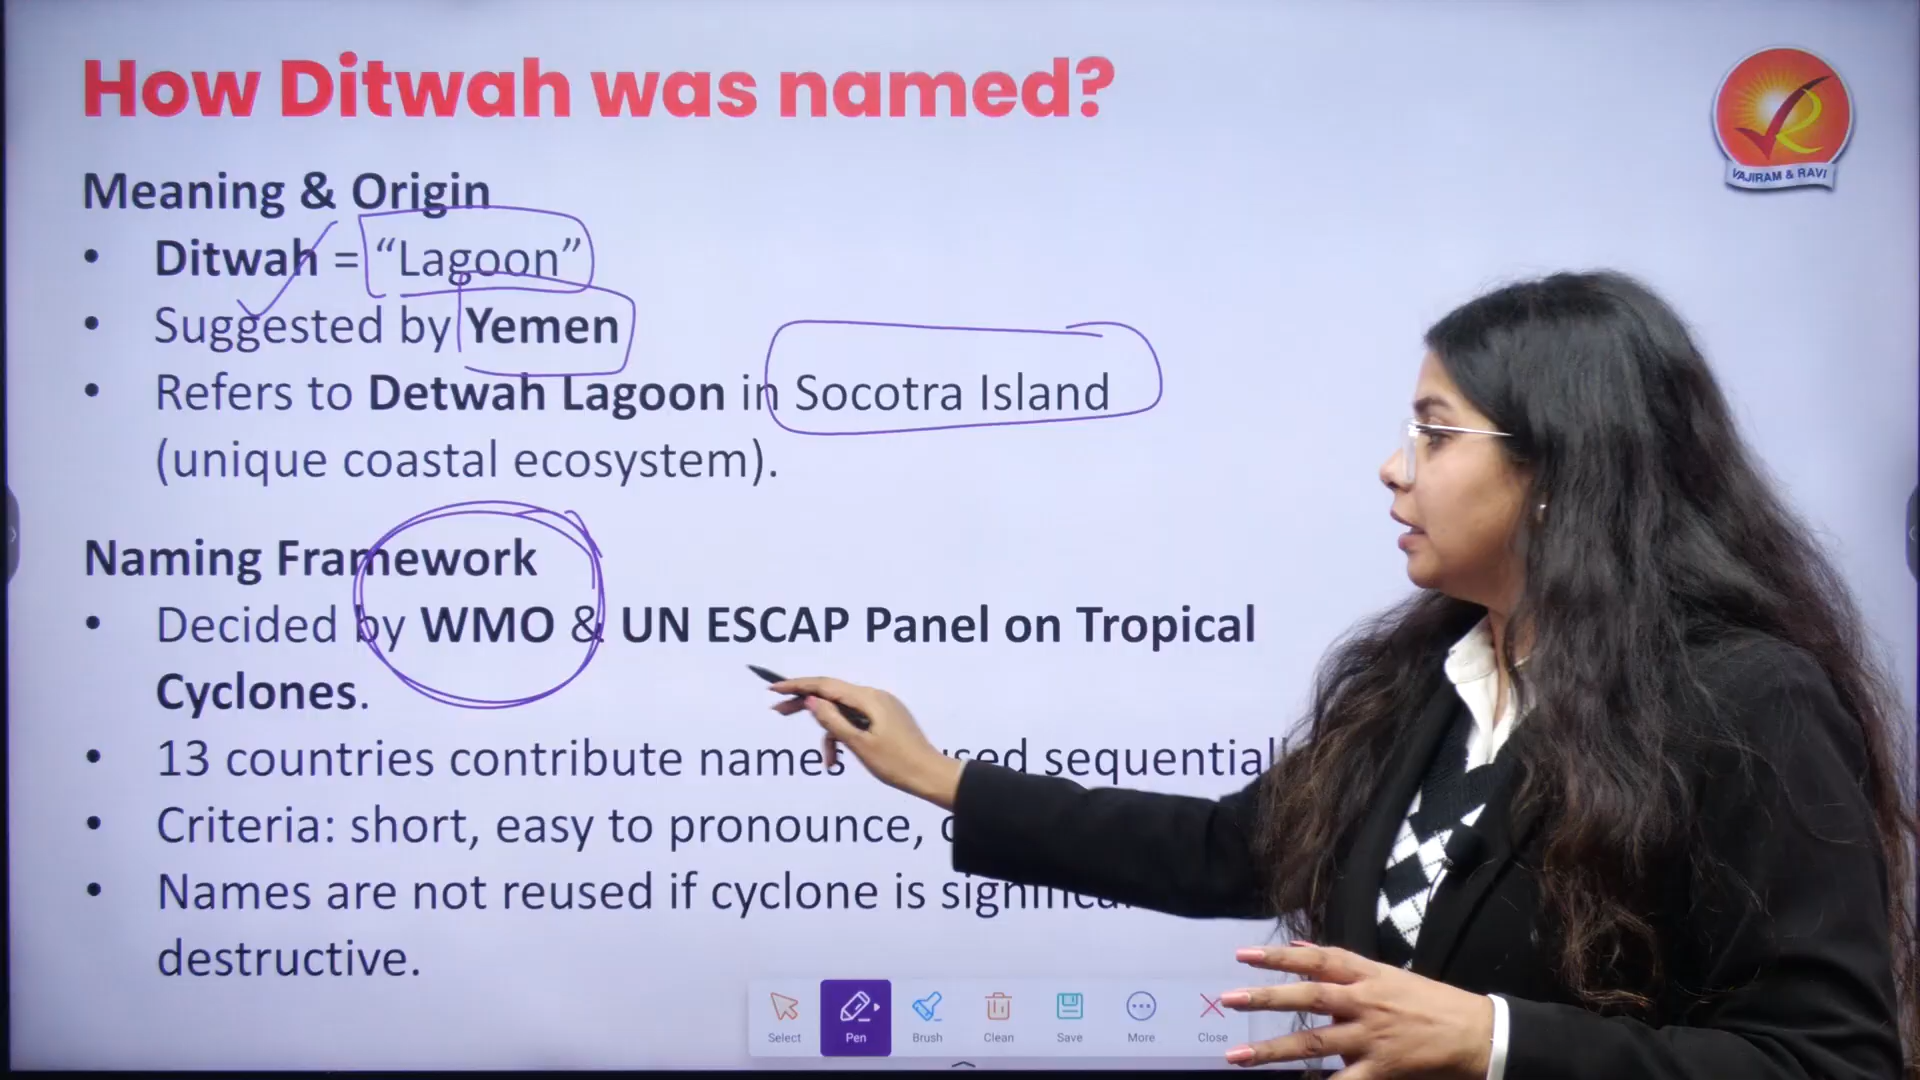 How Ditwah was named?
VAJIRAM & RAVI
Meaning & Origin
• Ditwah = “Lagoon”
• Suggested by Yemen
• Refers to Detwah Lagoon in Socotra Island
(unique coastal ecosystem).
Naming Framework
• Decided by WMO & UN ESCAP Panel on Tropical
Cyclones.
• 13 countries contribute names
• Criteria: short, easy to pronounce,
• Names are not reused if cyclone is
destructive.
Select Pen Brush Clean Save More Close